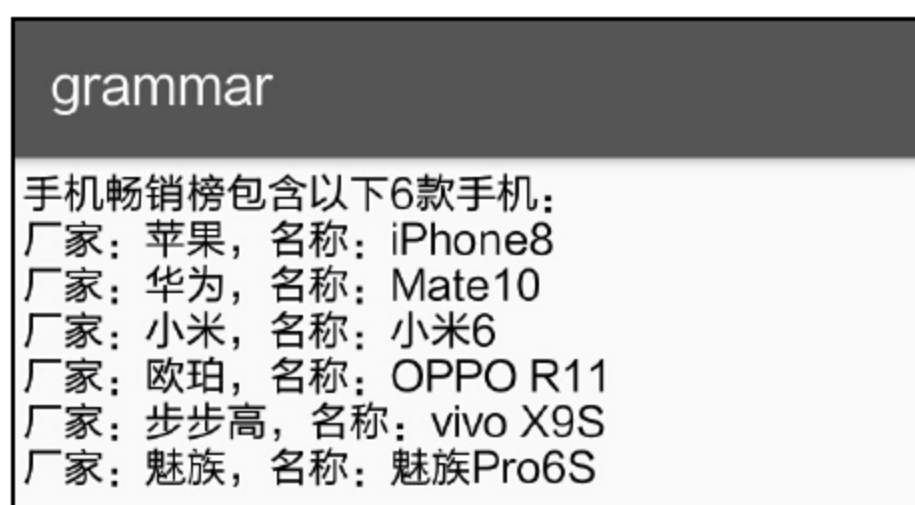 grammar
手机畅销榜包含以下6款手机：
厂家：苹果，名称：iPhone8
厂家：华为，名称：Mate10
厂家：小米，名称：小米6
厂家：欧珀，名称：OPPO R11
厂家：步步高，名称：vivo X9S
厂家：魅族，名称：魅族Pro6S